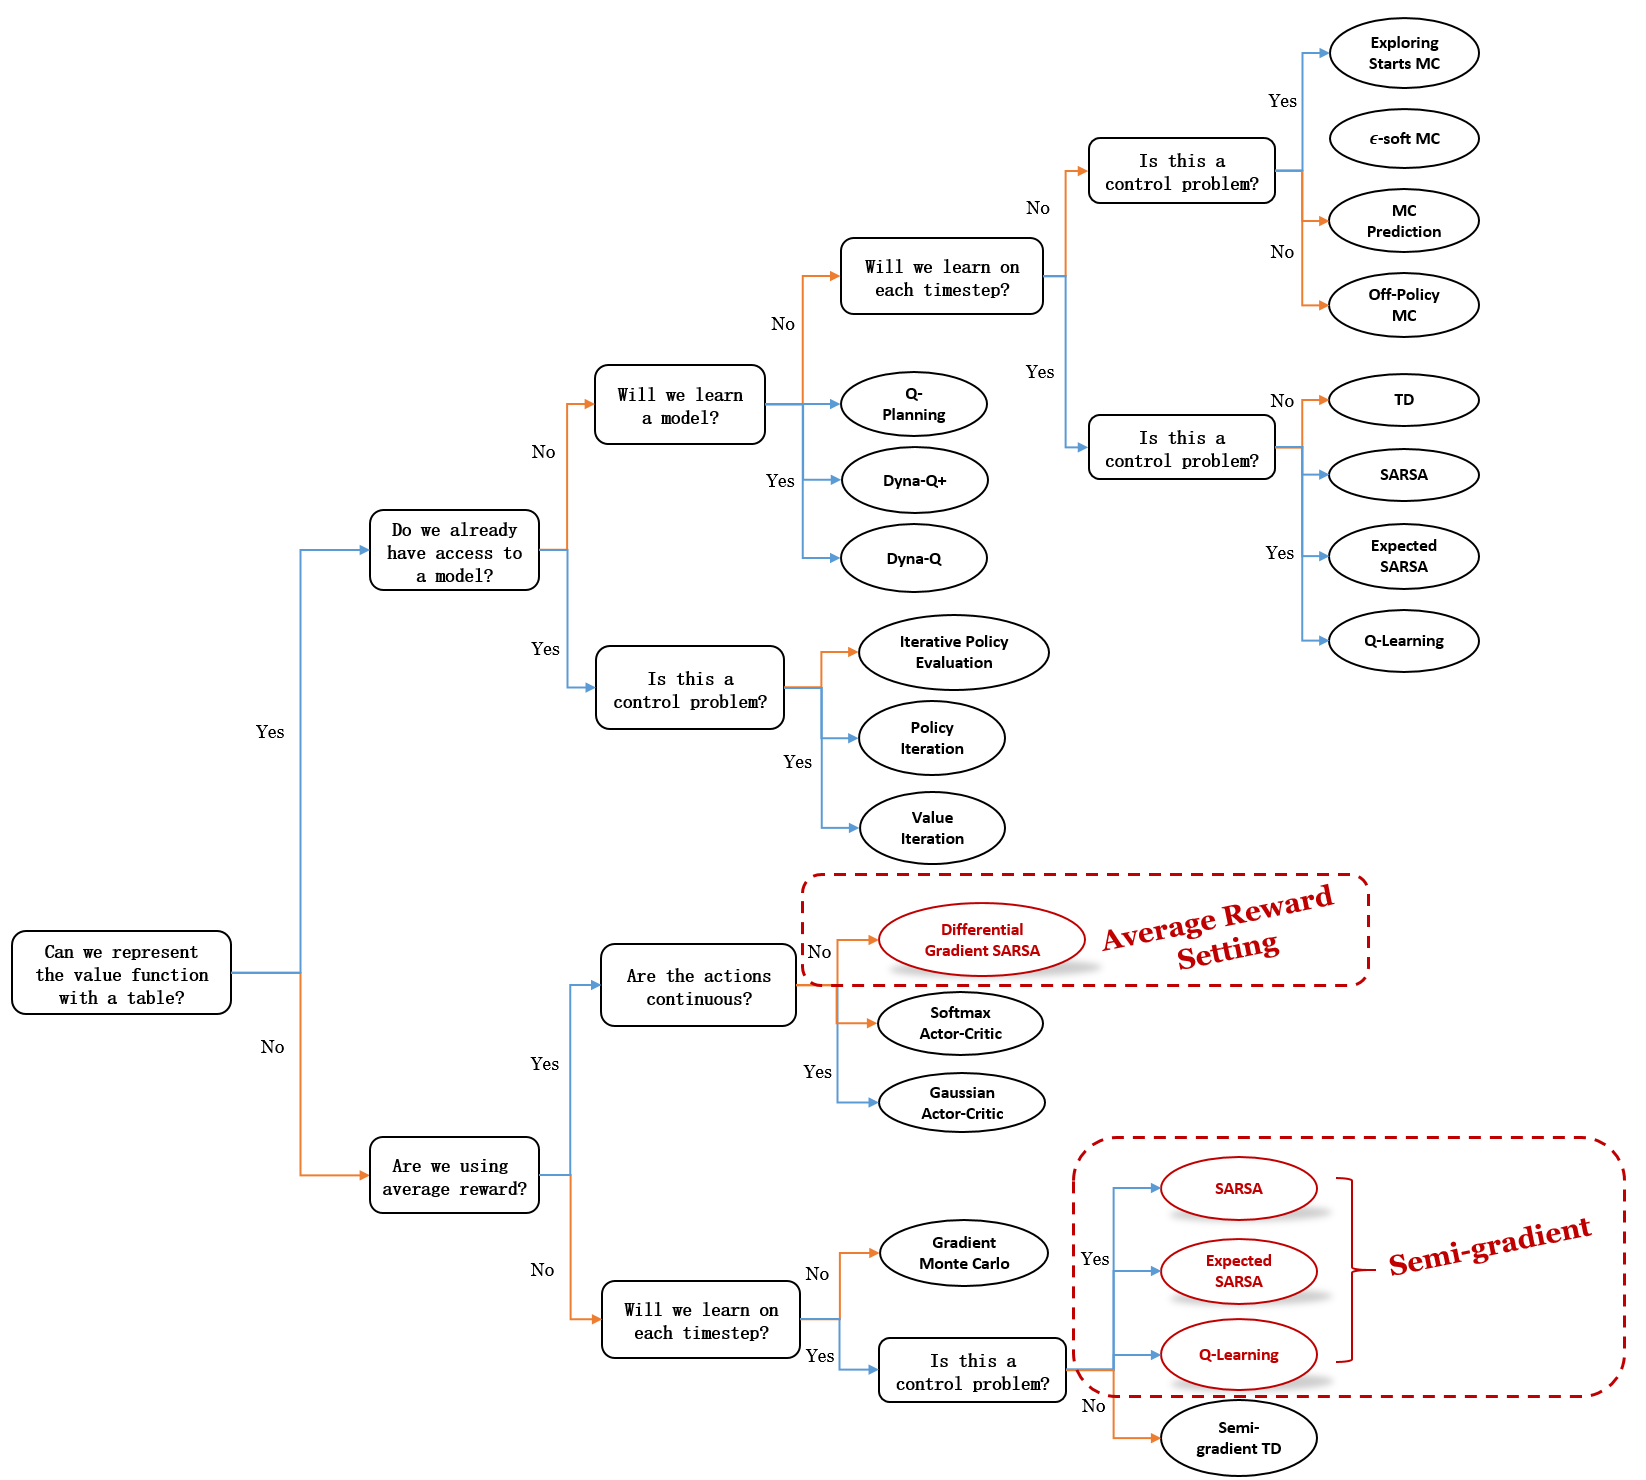 Exploring
Starts MC
Yes
ϵ-soft MC
Is this a
control problem?
MC
Prediction
No
No
Off-Policy
MC
Will we learn on
each timestep?
No
Yes
TD
No
Will we learn
a model?
Q-
Planning
Is this a
control problem?
SARSA
No
Yes
Dyna-Q+
Expected
SARSA
Yes
Do we already
have access to
a model?
Dyna-Q
Q-Learning
Yes
Is this a
control problem?
Iterative Policy
Evaluation
Policy
Iteration
Yes
Yes
Value
Iteration
Can we represent
the value function
with a table?
No
Are the actions
continuous?
No
Differential
Gradient SARSA
Average Reward
Setting
Softmax
Actor-Critic
Yes
Yes
Gaussian
Actor-Critic
Are we using
average reward?
No
SARSA
Yes
Expected
SARSA
Semi-gradient
Q-Learning
Gradient
Monte Carlo
No
Will we learn on
each timestep?
Yes
Is this a
control problem?
No
Semi-
gradient TD